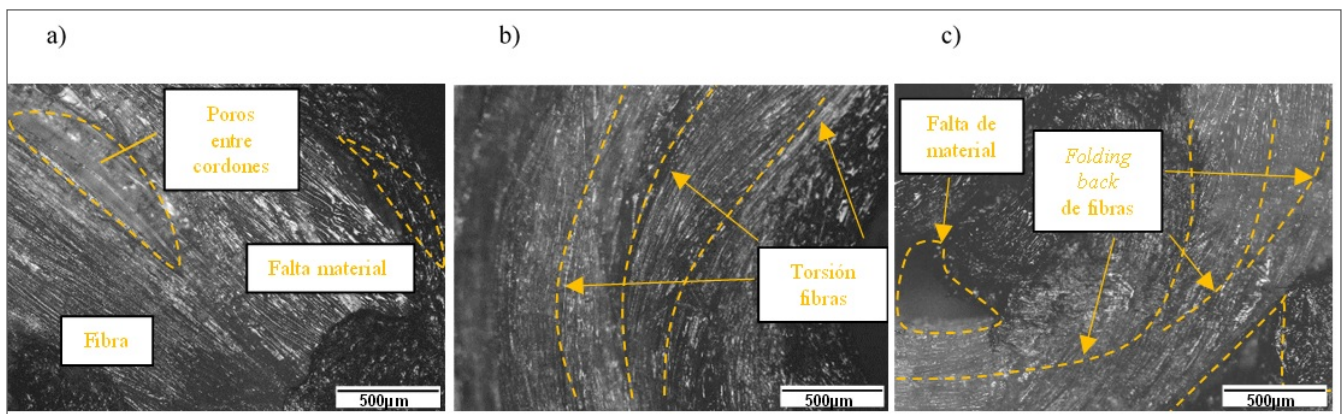 a)
b)
c)
Poros
entre
cordones
Falta material
Fibra
500µm
Torsión
fibras
500µm
Falta de
material
Folding
back
de fibras
500µm